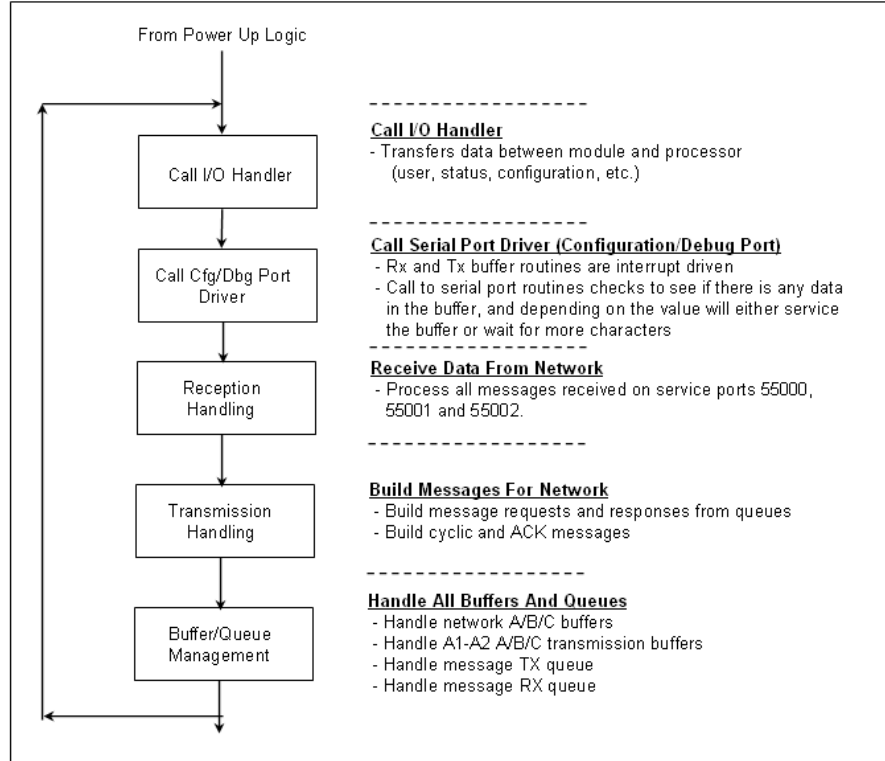 From Power Up Logic
Call I/O Handler
Call I/O Handler
- Transfers data between module and processor
(user, status, configuration, etc.)
Call Cfg/Dbg Port
Driver
Call Serial Port Driver (Configuration/Debug Port)
- Rx and Tx buffer routines are interrupt driven
- Call to serial port routines checks to see if there is any data
in the buffer, and depending on the value will either service
the buffer or wait for more characters
Reception
Handling
Receive Data From Network
- Process all messages received on service ports 55000,
55001 and 55002.
Transmission
Handling
Build Messages For Network
- Build message requests and responses from queues
- Build cyclic and ACK messages
Buffer/Queue
Management
Handle All Buffers And Queues
- Handle network A/B/C buffers
- Handle A1-A2 A/B/C transmission buffers
- Handle message TX queue
- Handle message RX queue